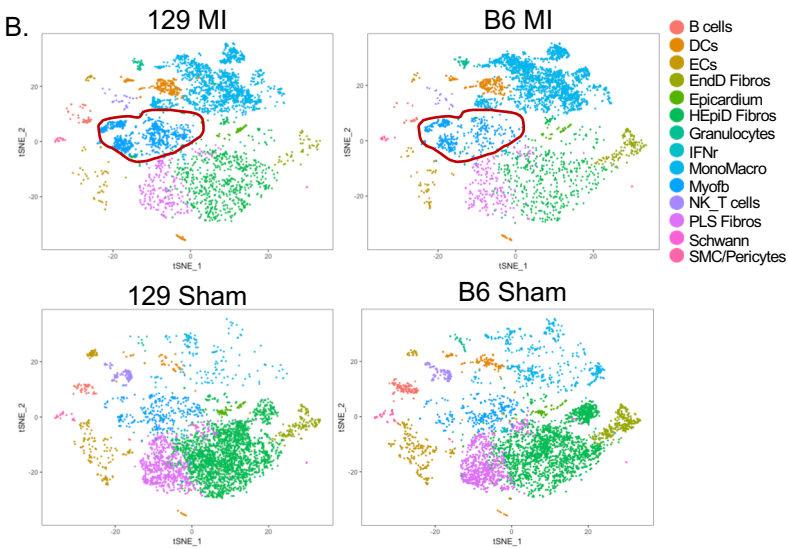 B.
129 MI
B6 MI
20
0
-20
tSNE_2
-20
0
20
tSNE_1
20
0
-20
tSNE_2
-20
0
20
tSNE_1
B cells
DCs
ECs
EndD Fibros
Epicardium
HEpiD Fibros
Granulocytes
IFNr
MonoMacro
Myofb
NK_T cells
PLS Fibros
Schwann
SMC/Pericytes
129 Sham
B6 Sham
20
0
-20
tSNE_2
-20
0
20
tSNE_1
20
0
-20
tSNE_2
-20
0
20
tSNE_1